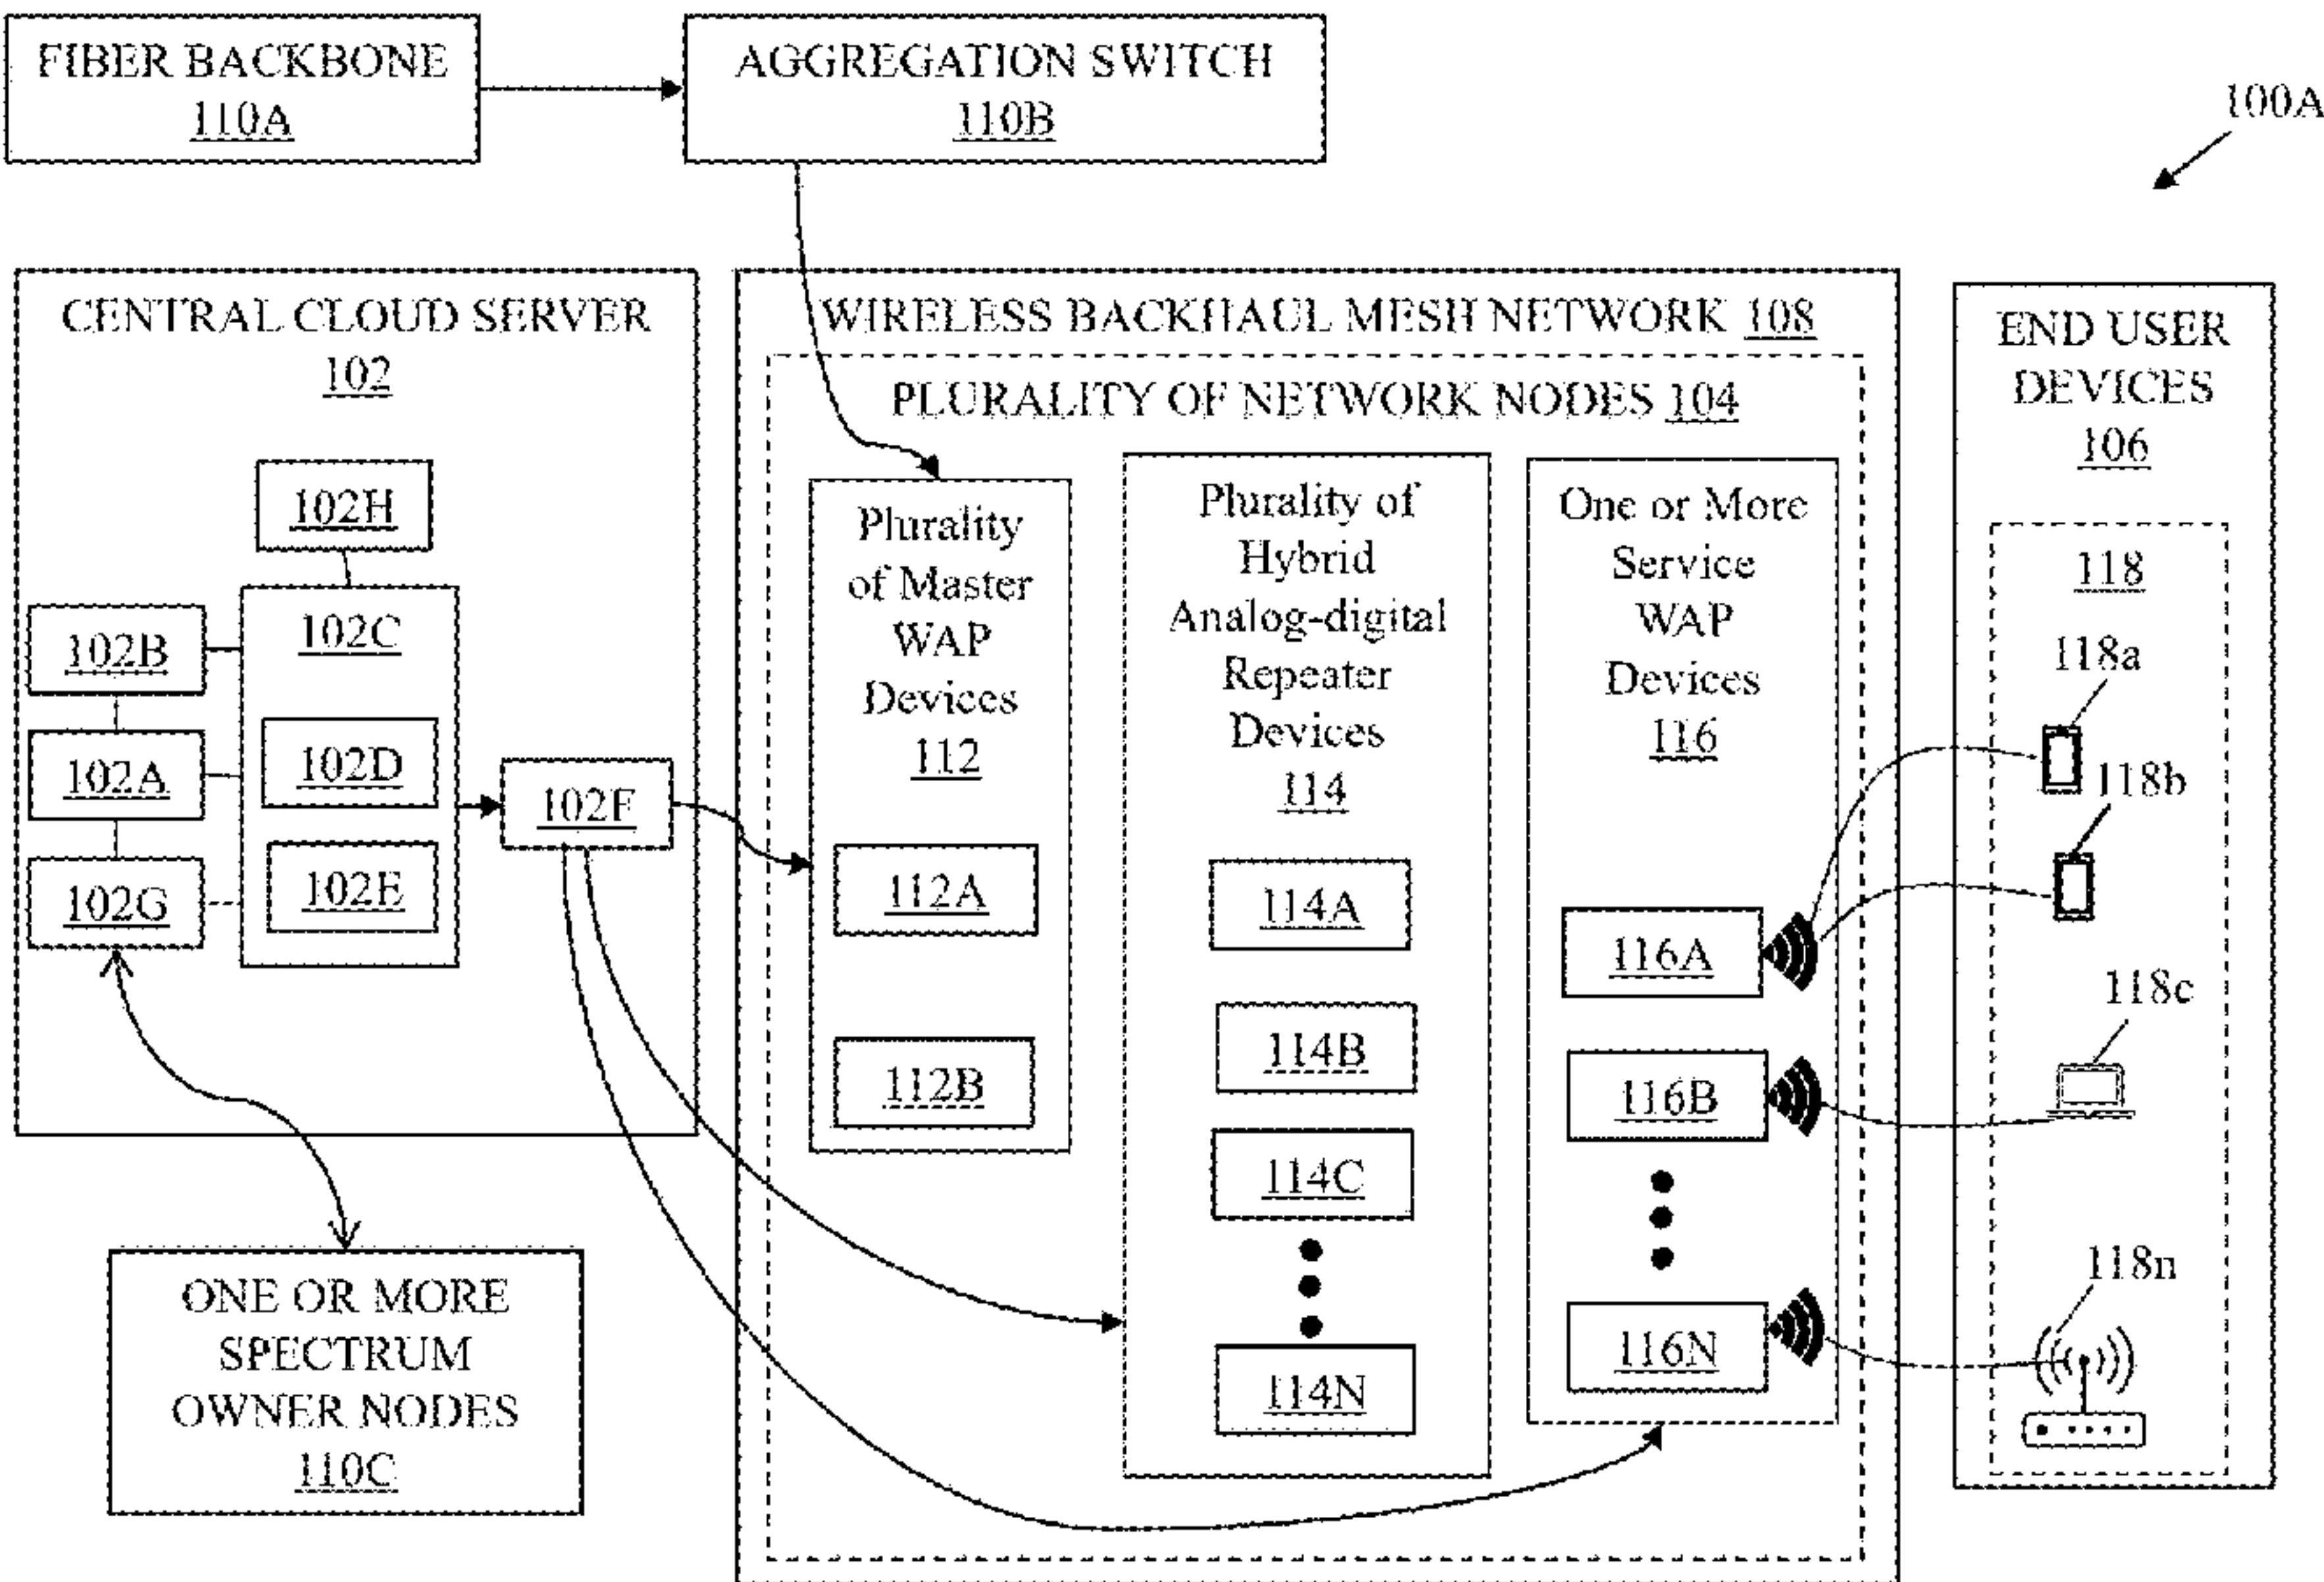 FIBER BACKBONE
110A
AGGREGATION SWITCH
110B
100A
CENTRAL CLOUD SERVER
102
102H
102B
102C
102A
102D
102G
102E
102F
ONE OR MORE
SPECTRUM
OWNER NODES
110C
WIRELESS BACKHAUL MESH NETWORK 108
PLURALITY OF NETWORK NODES 104
Plurality
of Master
WAP
Devices
112
112A
112B
Plurality of
Hybrid
Analog-digital
Repeater
Devices
114
114A
114B
114C
114N
One or More
Service
WAP
Devices
116
116A
116B
116N
END USER
DEVICES
106
118
118a
118b
118c
118n